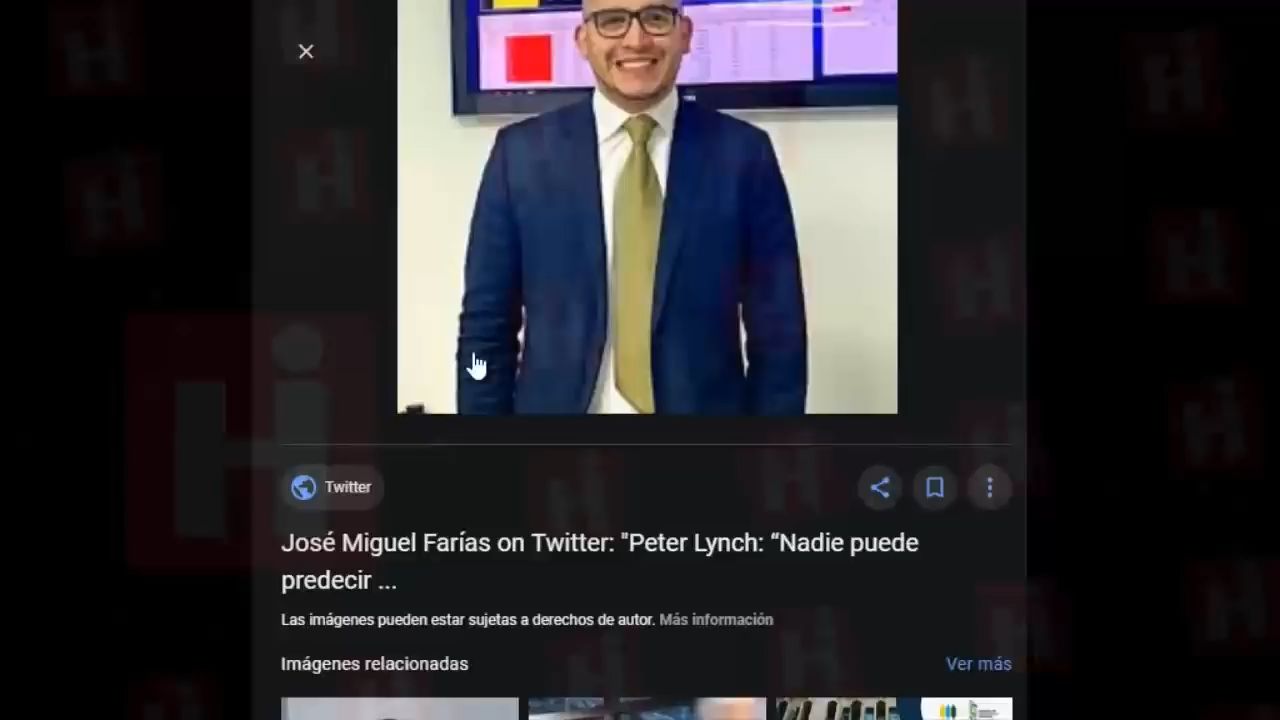 Twitter
José Miguel Farías on Twitter: "Peter Lynch: “Nadie puede
predecir ...
Las imágenes pueden estar sujetas a derechos de autor. Más información
Imágenes relacionadas
Ver más